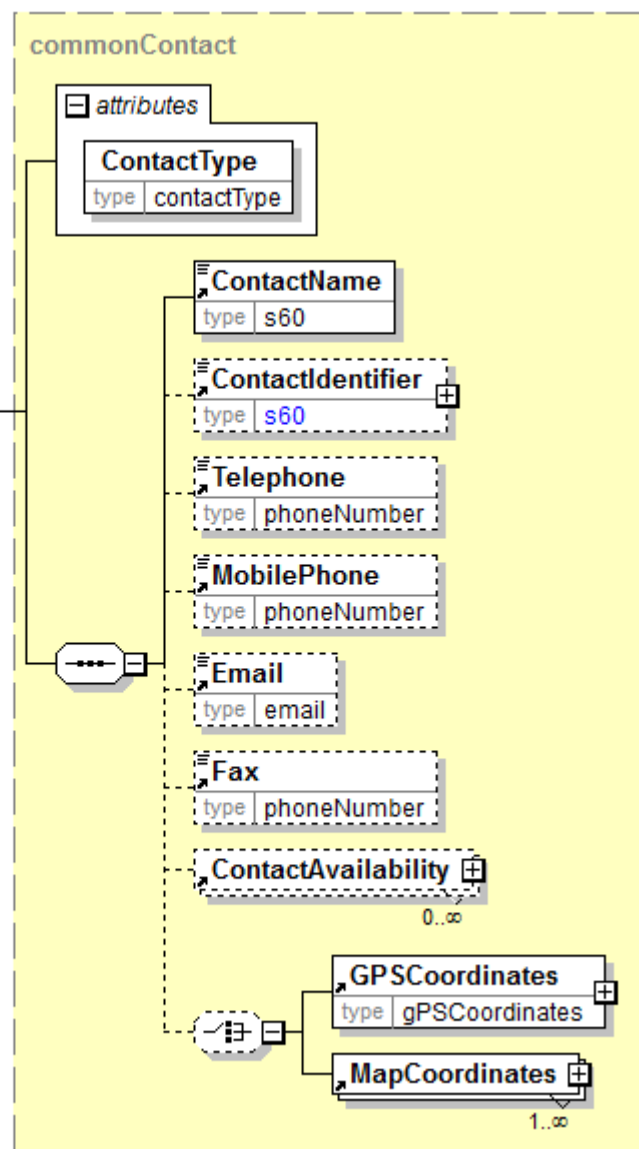 commonContact
attributes
ContactType
type contactType
ContactName
type s60
ContactIdentifier
type s60
Telephone
type phoneNumber
MobilePhone
type phoneNumber
Email
type email
Fax
type phoneNumber
ContactAvailability
0..∞
GPSCoordinates
type gPSCoordinates
MapCoordinates
1..∞